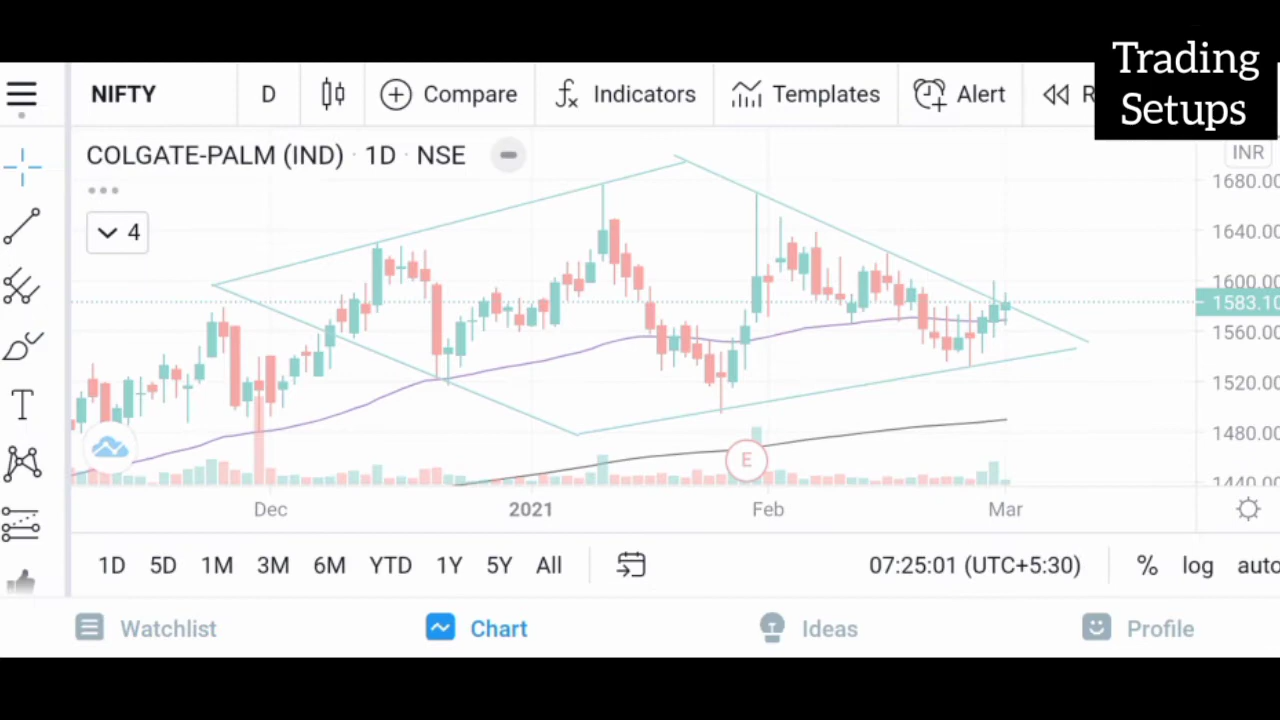 Trading
Setups
NIFTY D Compare Indicators Templates Alert R
COLGATE-PALM (IND) · 1D · NSE
INR
4
1680.00
1640.00
1600.00
1583.10
1560.00
1520.00
1480.00
1440.00
E
Dec 2021 Feb Mar
1D 5D 1M 3M 6M YTD 1Y 5Y All 07:25:01 (UTC+5:30) % log auto
T
Watchlist Chart Ideas Profile